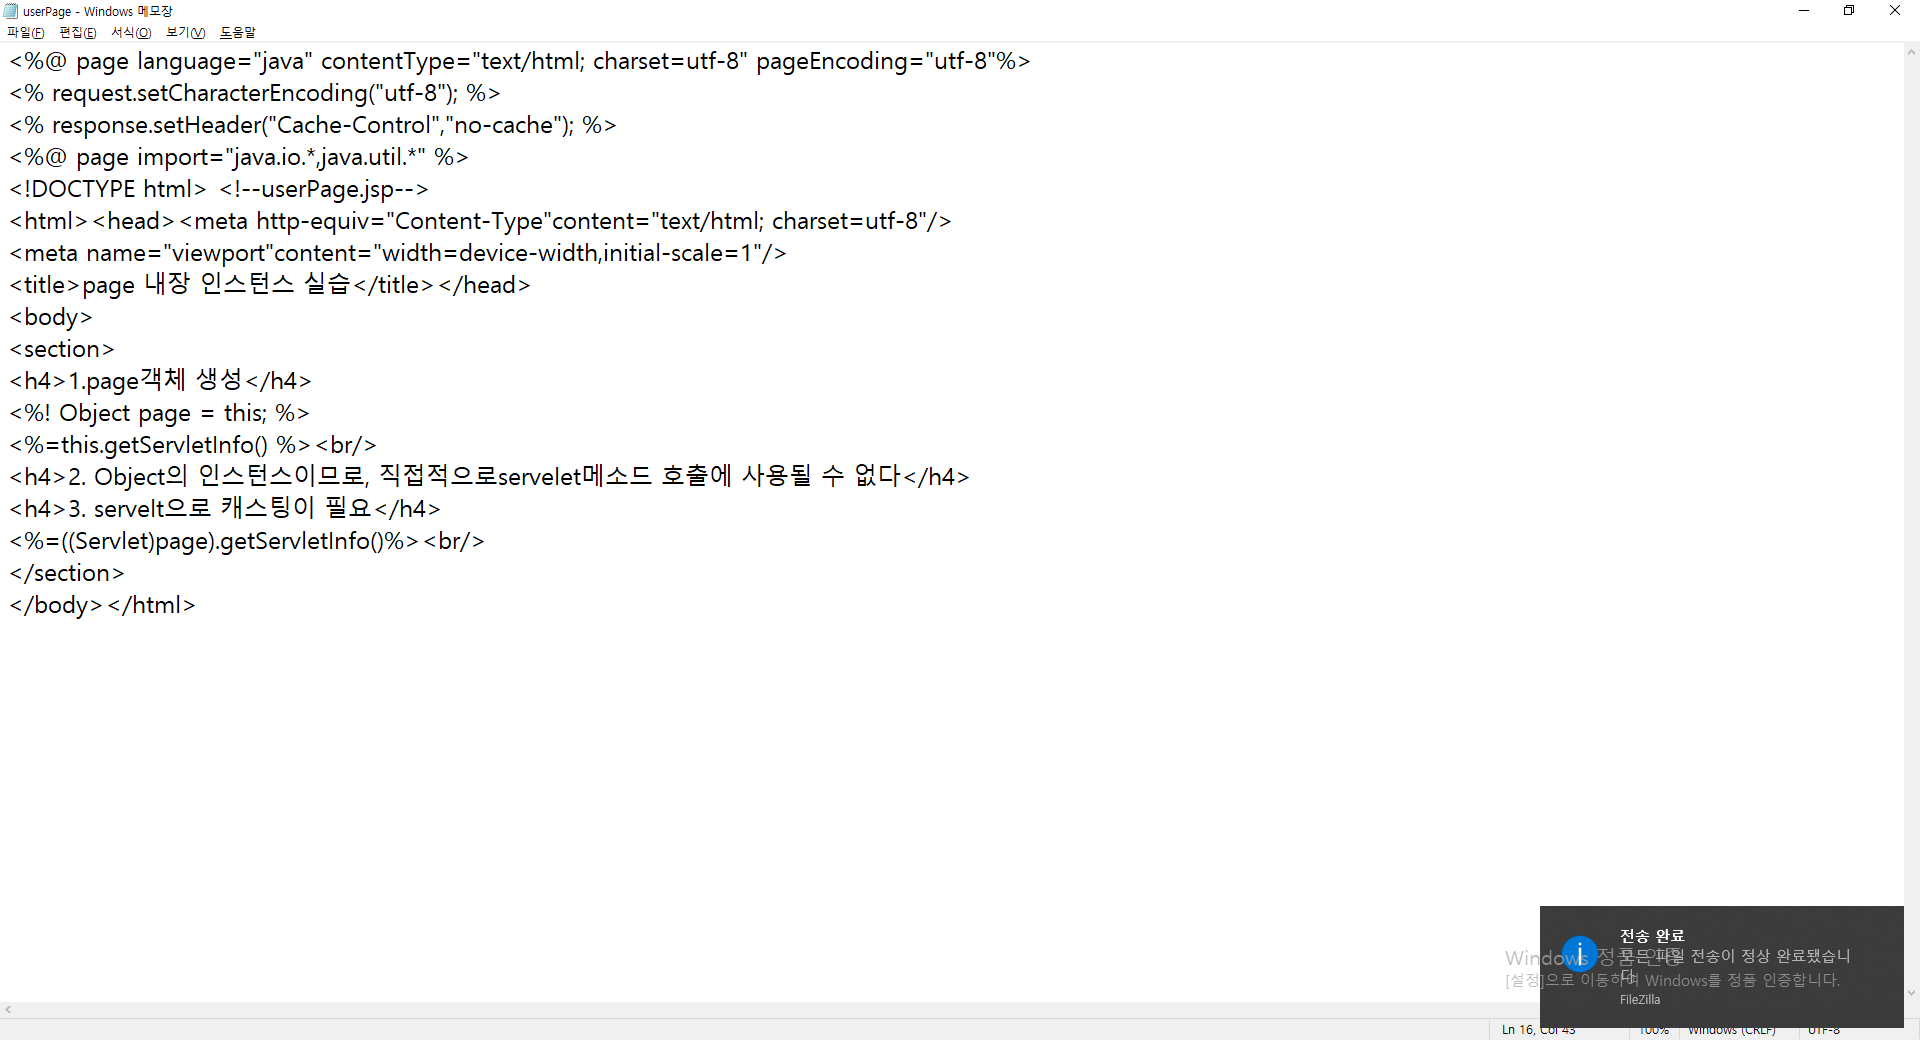 userPage - Windows 메모장
파일(F) 편집(E) 서식(O) 보기(V) 도움말
<%@ page language="java" contentType="text/html; charset=utf-8" pageEncoding="utf-8"%>
<% request.setCharacterEncoding("utf-8"); %>
<% response.setHeader("Cache-Control","no-cache"); %>
<%@ page import="java.io.*,java.util.*" %>
<!DOCTYPE html> <!--userPage.jsp-->
<html><head><meta http-equiv="Content-Type"content="text/html; charset=utf-8"/>
<meta name="viewport"content="width=device-width,initial-scale=1"/>
<title>page 내장 인스턴스 실습</title></head>
<body>
<section>
<h4>1.page객체 생성</h4>
<%! Object page = this; %>
<%=this.getServletInfo() %><br/>
<h4>2. Object의 인스턴스이므로, 직접적으로servelet메소드 호출에 사용될 수 없다</h4>
<h4>3. servelt으로 캐스팅이 필요</h4>
<%=((Servlet)page).getServletInfo()%><br/>
</section>
</body></html>
전송 완료
모든 파일 전송이 정상 완료됐습니
다.
FileZilla
Windows 정품 인증
[설정]으로 이동하여 Windows를 정품 인증합니다.
Ln 16, Col 43 100% Windows (CRLF) UTF-8